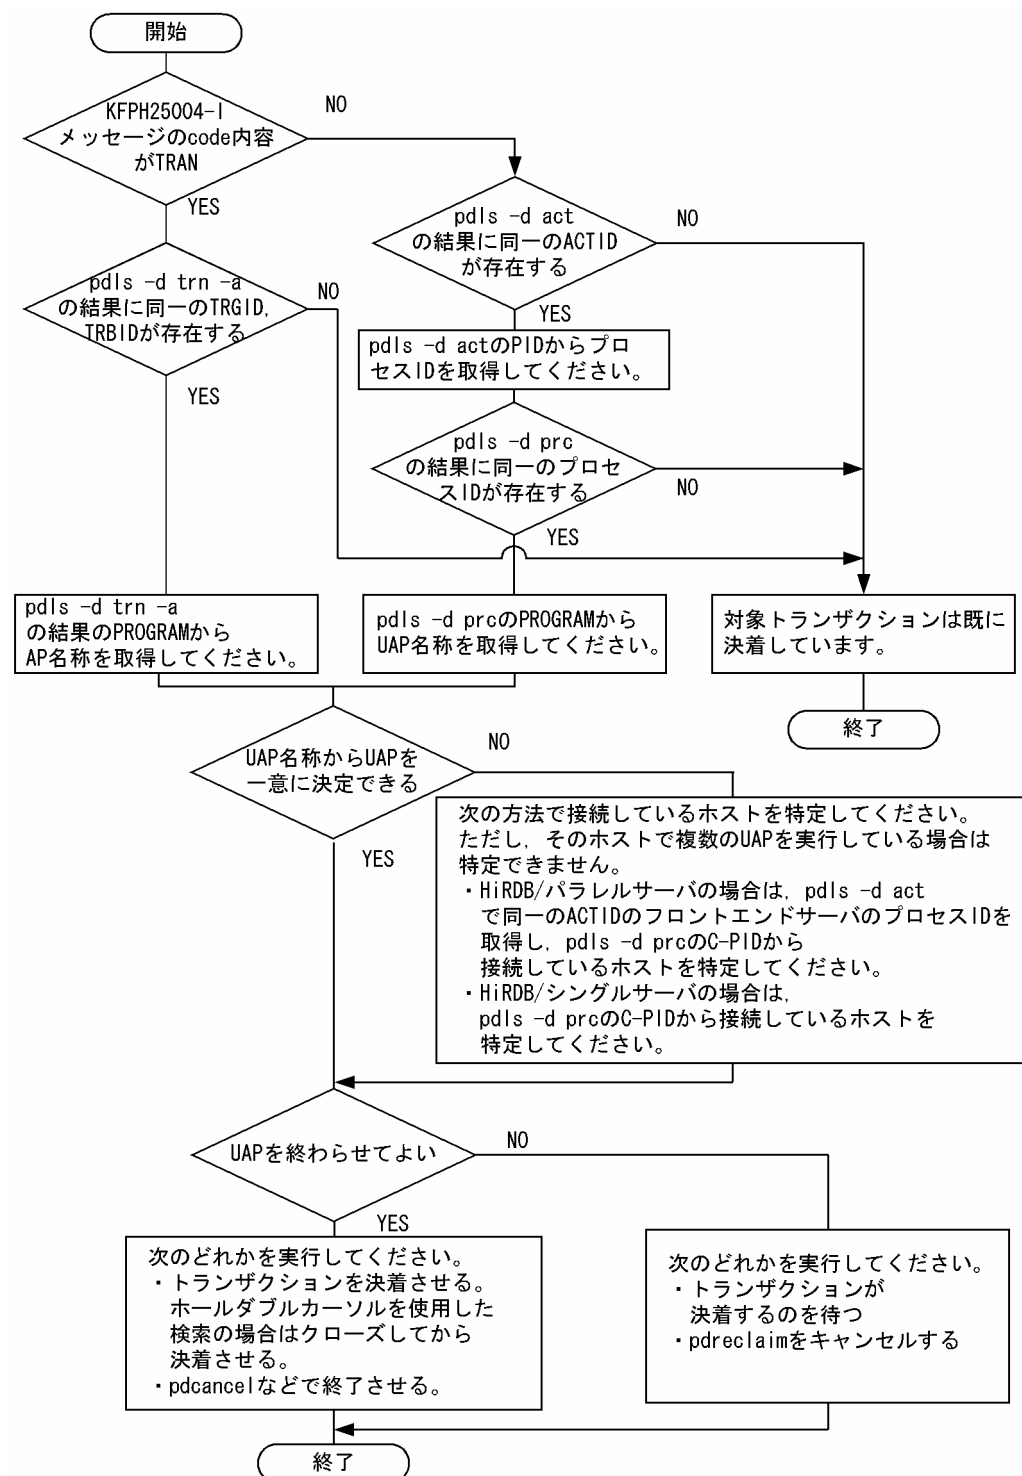 開始
KFPH25004-I
メッセージのcode内容
がTRAN
NO
YES
pdls -d act
の結果に同一のACTID
が存在する
NO
YES
pdls -d trn -a
の結果に同一のTRGID,
TRBIDが存在する
NO
YES
pdls -d actのPIDからプロ
セスIDを取得してください。
pdls -d prc
の結果に同一のプロセ
スIDが存在する
NO
YES
pdls -d trn -a
の結果のPROGRAMから
AP名称を取得してください。
pdls -d prcのPROGRAMから
UAP名称を取得してください。
対象トランザクションは既に
決着しています。
終了
UAP名称からUAPを
一意に決定できる
NO
YES
次の方法で接続しているホストを特定してください。
ただし，そのホストで複数のUAPを実行している場合は
特定できません。
・HiRDB/パラレルサーバの場合は，pdls -d act
で同一のACTIDのフロントエンドサーバのプロセスIDを
取得し，pdls -d prcのC-PIDから
接続しているホストを特定してください。
・HiRDB/シングルサーバの場合は，
pdls -d prcのC-PIDから接続しているホストを
特定してください。
UAPを終わらせてよい
NO
YES
次のどれかを実行してください。
・トランザクションを決着させる。
ホールダブルカーソルを使用した
検索の場合はクローズしてから
決着させる。
・pdcancelなどで終了させる。
次のどれかを実行してください。
・トランザクションが
決着するのを待つ
・pdreclaimをキャンセルする
終了